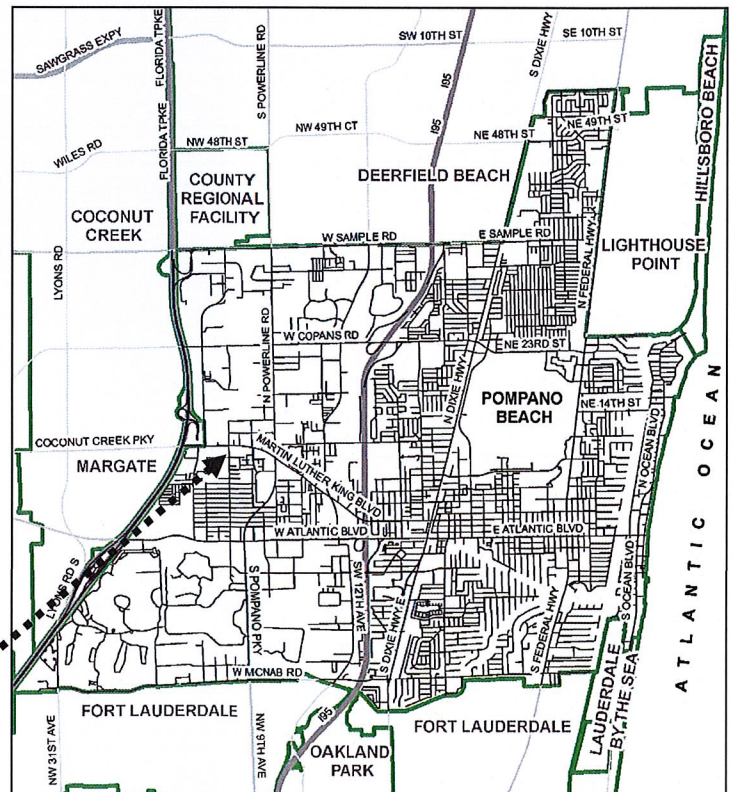 SAWGRASS EXPY
FLORIDA TPKE
FLORIDA TPKE
S POWERLINE RD
SW 10TH ST
SE 10TH ST
S DIXIE HWY
I95
I95
HILLSBORO BEACH
WILES RD
NW 48TH ST
NW 49TH CT
NE 48TH ST
NE 49TH ST
COUNTY
REGIONAL
FACILITY
DEERFIELD BEACH
COCONUT
CREEK
W SAMPLE RD
E SAMPLE RD
LIGHTHOUSE
POINT
LYONS RD
N FEDERAL HWY
N POWERLINE RD
W COPANS RD
NE 23RD ST
N DIXIE HWY
POMPANO
BEACH
NE 14TH ST
N OCEAN BLVD
ATLANTIC OCEAN
COCONUT CREEK PKY
MARGATE
MARTIN LUTHER KING BLVD
W ATLANTIC BLVD
E ATLANTIC BLVD
S OCEAN BLVD
LYONS RD S
S POMPANO PKY
SW 12TH AVE
S DIXIE HWY E
S FEDERAL HWY
W MCNAB RD
LAUDERDALE
BY THE SEA
FORT LAUDERDALE
FORT LAUDERDALE
I95
OAKLAND
PARK
NW 31ST AVE
NW 9TH AVE